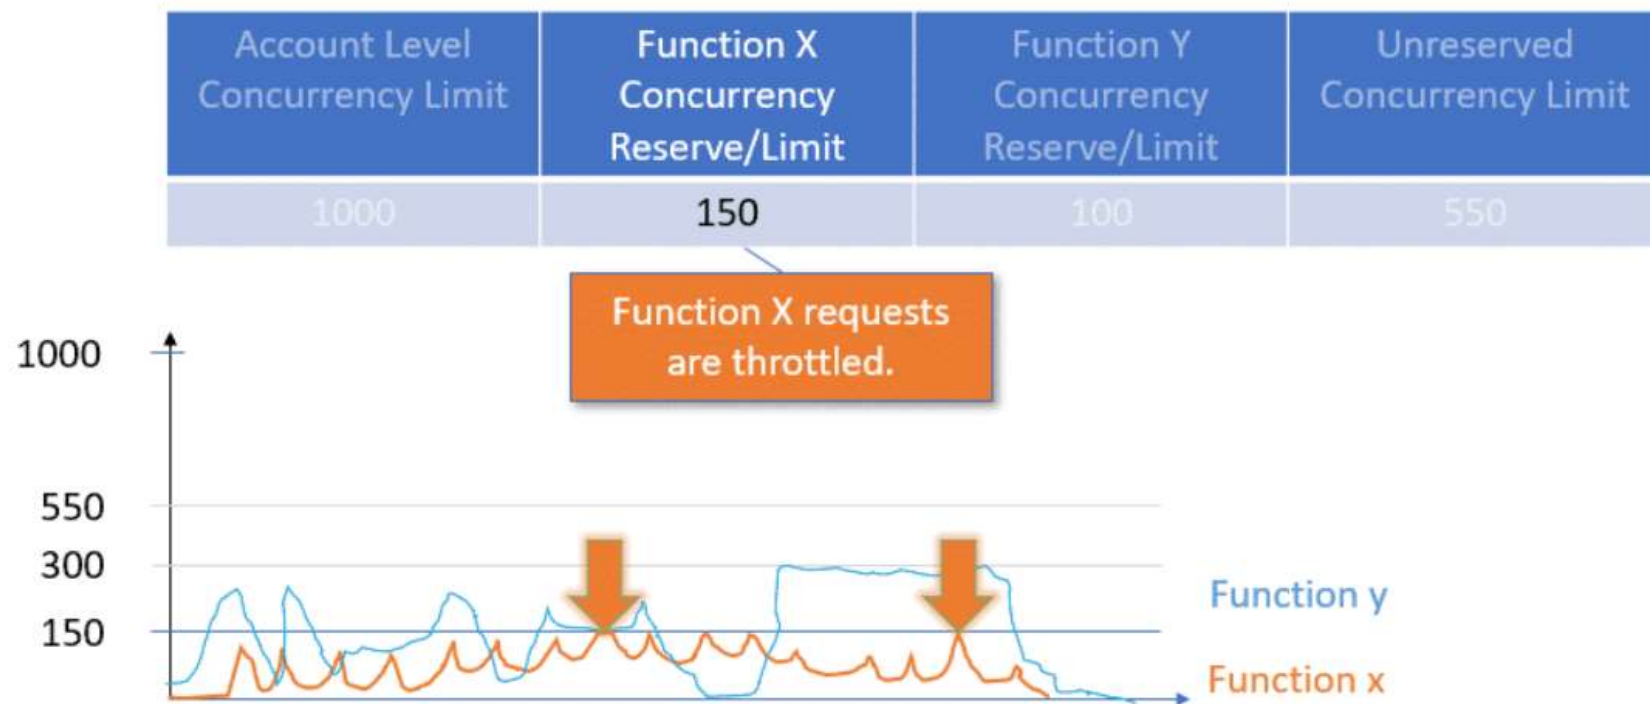 Account Level
Concurrency Limit
Function X
Concurrency
Reserve/Limit
Function Y
Concurrency
Reserve/Limit
Unreserved
Concurrency Limit
1000
150
100
550
Function X requests
are throttled.
1000
550
300
150
Function y
Function x